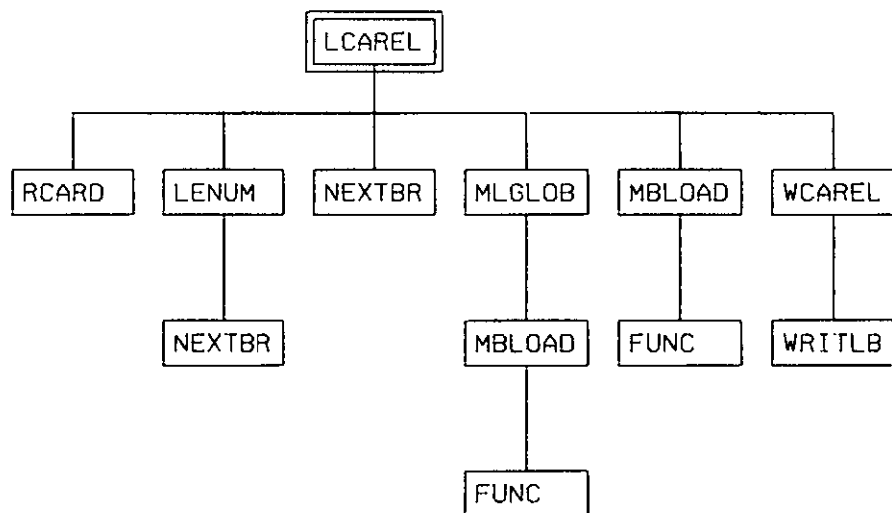 LCAREL
RCARD LENUM NEXTBR MLGLOB MBLOAD WCAREL
NEXTBR MBLOAD FUNC WRITLB
FUNC